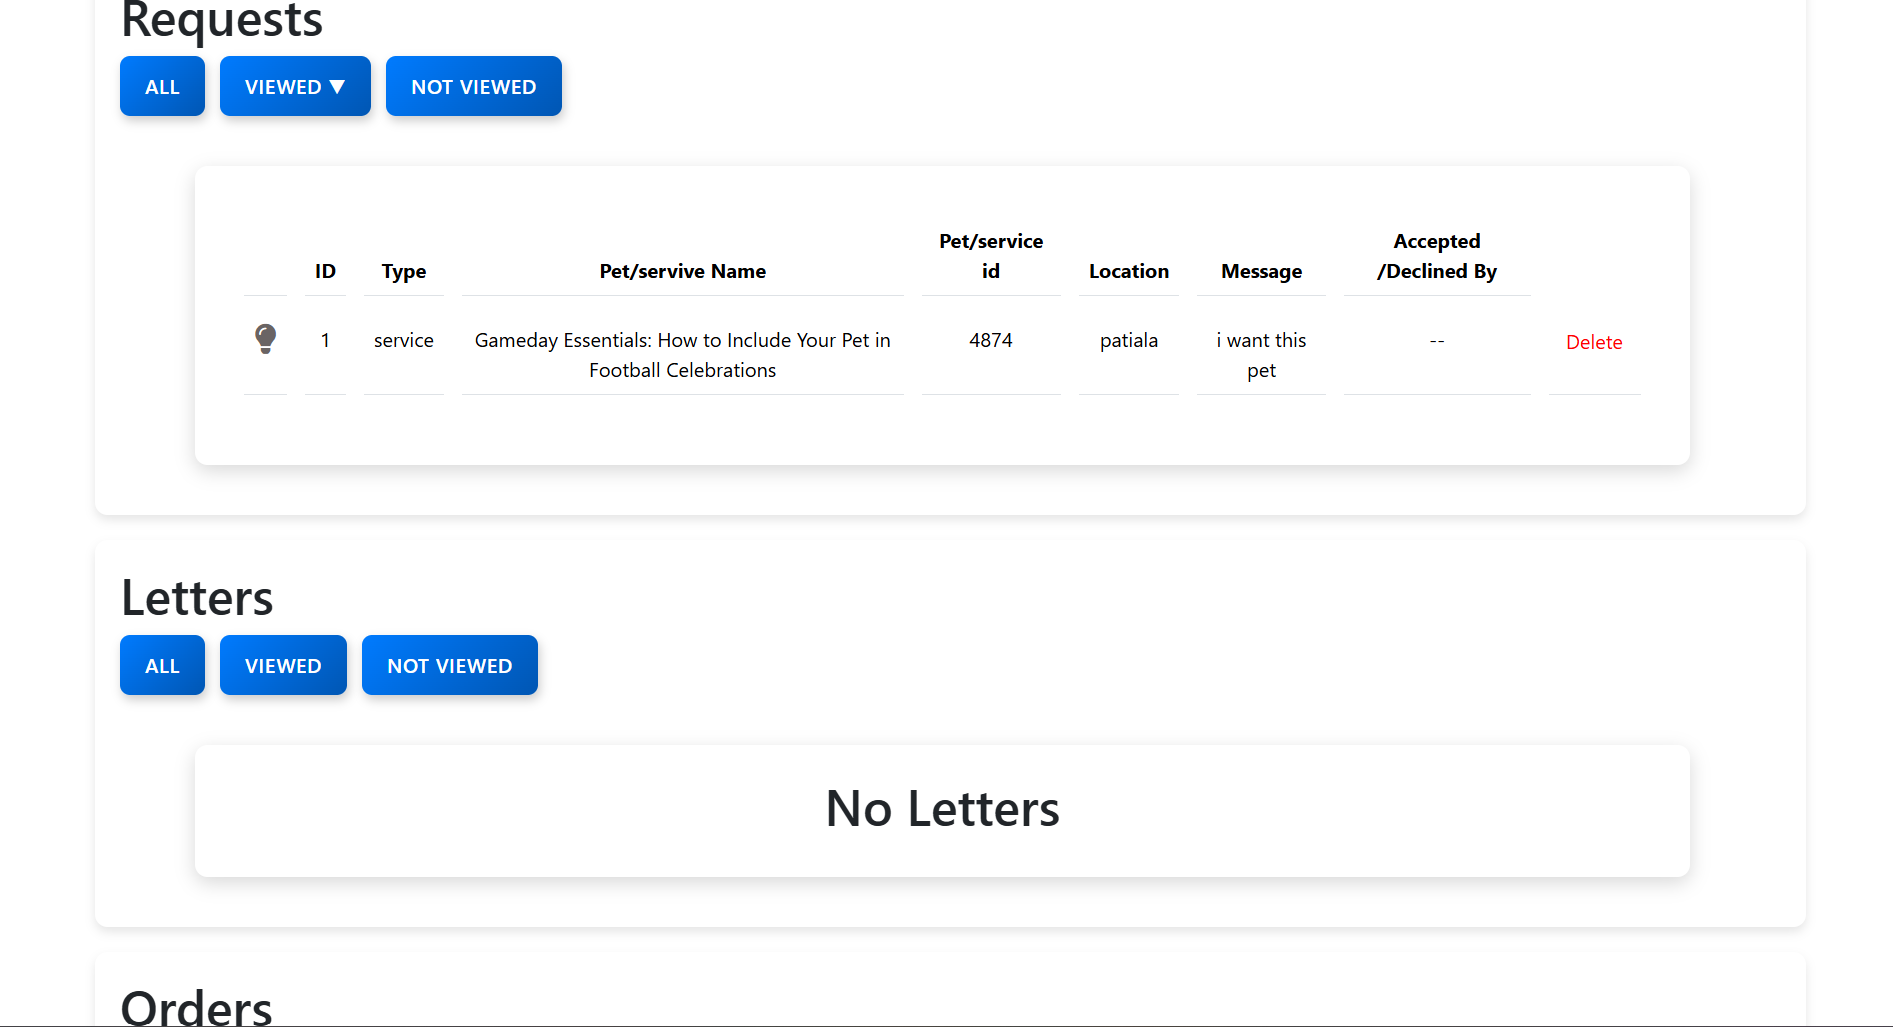 Requests
ALL VIEWED ▼ NOT VIEWED
ID Type Pet/servive Name Pet/service id Location Message Accepted /Declined By
1 service Gameday Essentials: How to Include Your Pet in Football Celebrations 4874 patiala i want this pet -- Delete
Letters
ALL VIEWED NOT VIEWED
No Letters
Orders